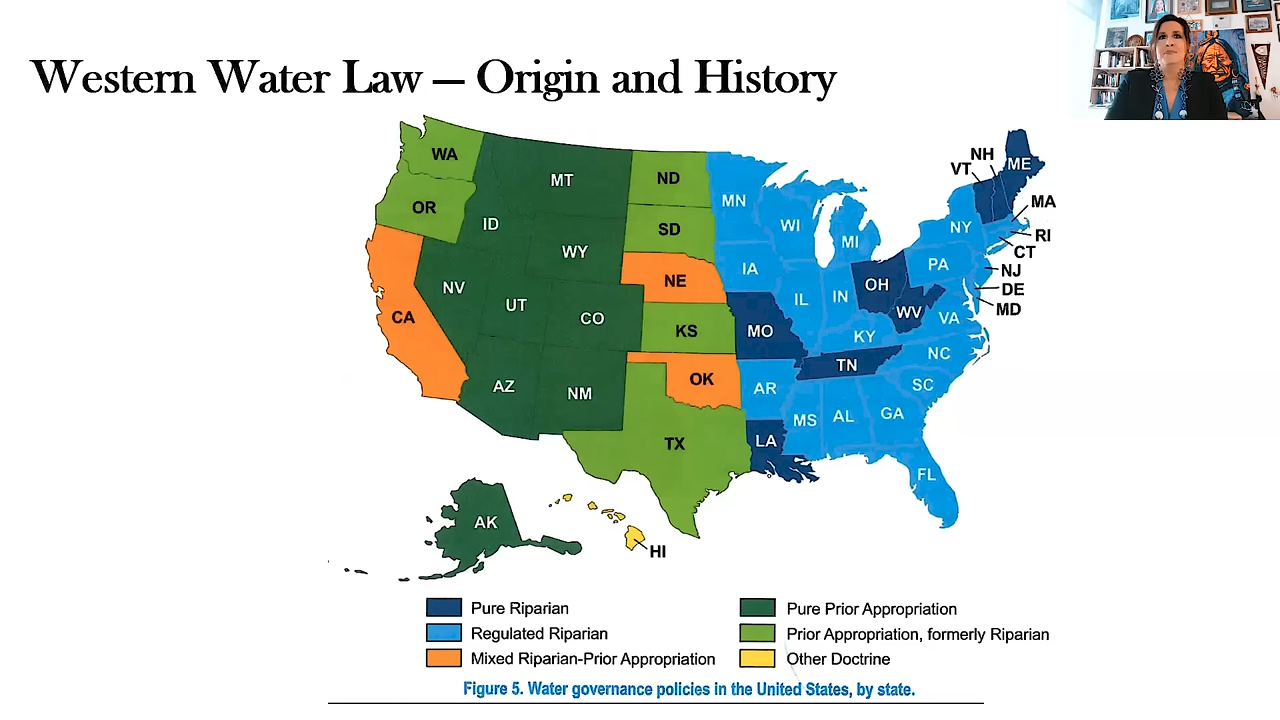 Western Water Law – Origin and History
WA
MT
ND
MN
OR
ID
SD
WI
MI
NY
VT
NH
ME
MA
RI
CT
WY
NE
IA
PA
NJ
DE
MD
NV
UT
CO
KS
IL
IN
OH
WV
VA
CA
MO
KY
NC
AZ
NM
OK
AR
TN
SC
TX
LA
MS
AL
GA
FL
AK
HI
Pure Riparian
Regulated Riparian
Mixed Riparian-Prior Appropriation
Pure Prior Appropriation
Prior Appropriation, formerly Riparian
Other Doctrine
Figure 5. Water governance policies in the United States, by state.